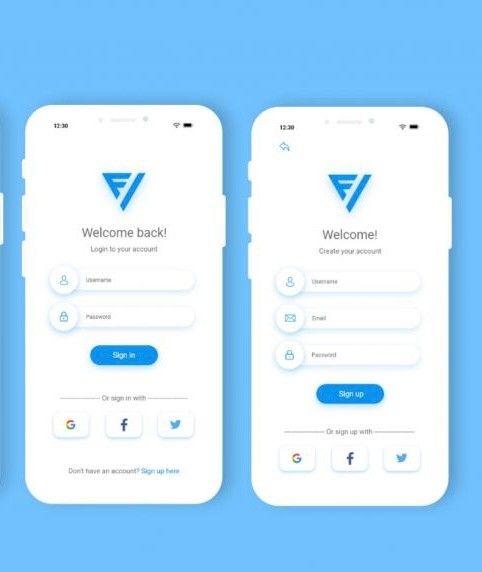 12:30
Welcome back!
Login to your account
Username
Password
Sign in
Or sign in with
G
f
Don't have an account? Sign up here
12:30
Welcome!
Create your account
Username
Email
Password
Sign up
Or sign up with
G
f